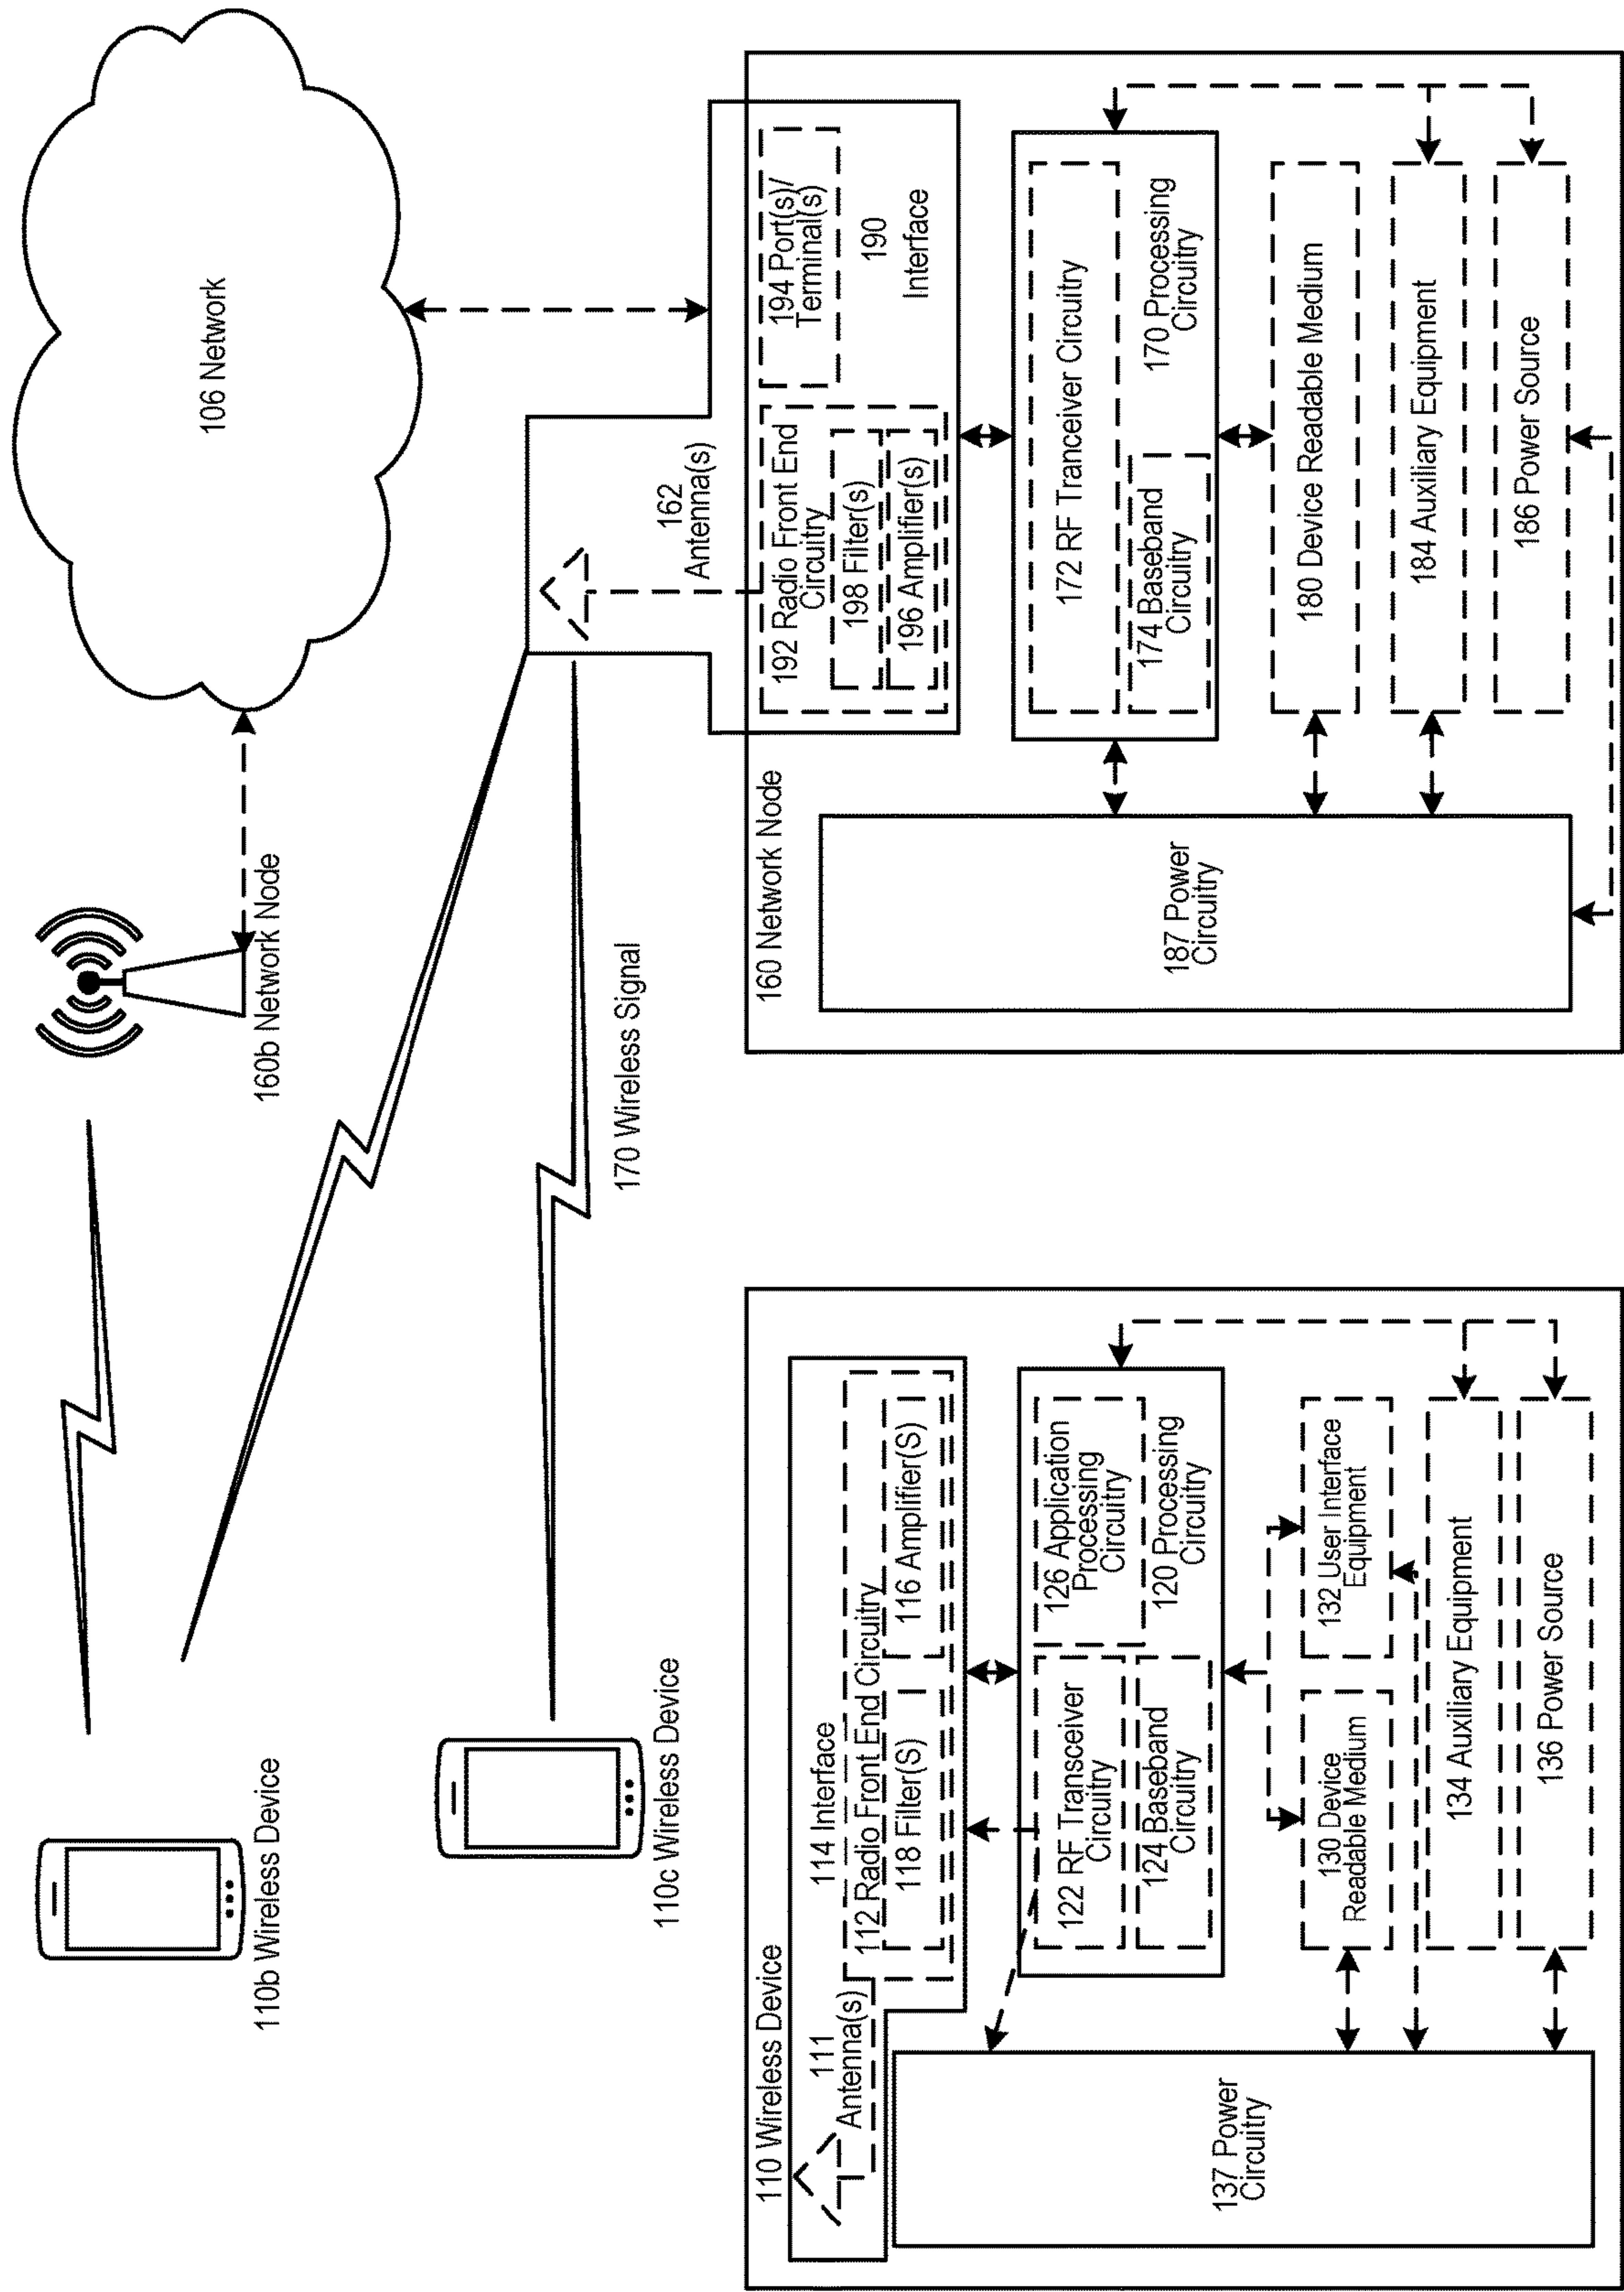 106 Network
160b Network Node
110b Wireless Device
110c Wireless Device
170 Wireless Signal
162
Antenna(s)
110 Wireless Device
111
Antenna(s)
114 Interface
112 Radio Front End Circuitry
118 Filter(S)
116 Amplifier(S)
122 RF Transceiver
Circuitry
124 Baseband
Circuitry
126 Application
Processing
Circuitry
120 Processing
Circuitry
130 Device
Readable Medium
132 User Interface
Equipment
134 Auxiliary Equipment
136 Power Source
137 Power
Circuitry
160 Network Node
192 Radio Front End
Circuitry
198 Filter(s)
196 Amplifier(s)
194 Port(s)/
Terminal(s)
190
Interface
172 RF Tranceiver Circuitry
174 Baseband
Circuitry
170 Processing
Circuitry
180 Device Readable Medium
184 Auxiliary Equipment
186 Power Source
187 Power
Circuitry